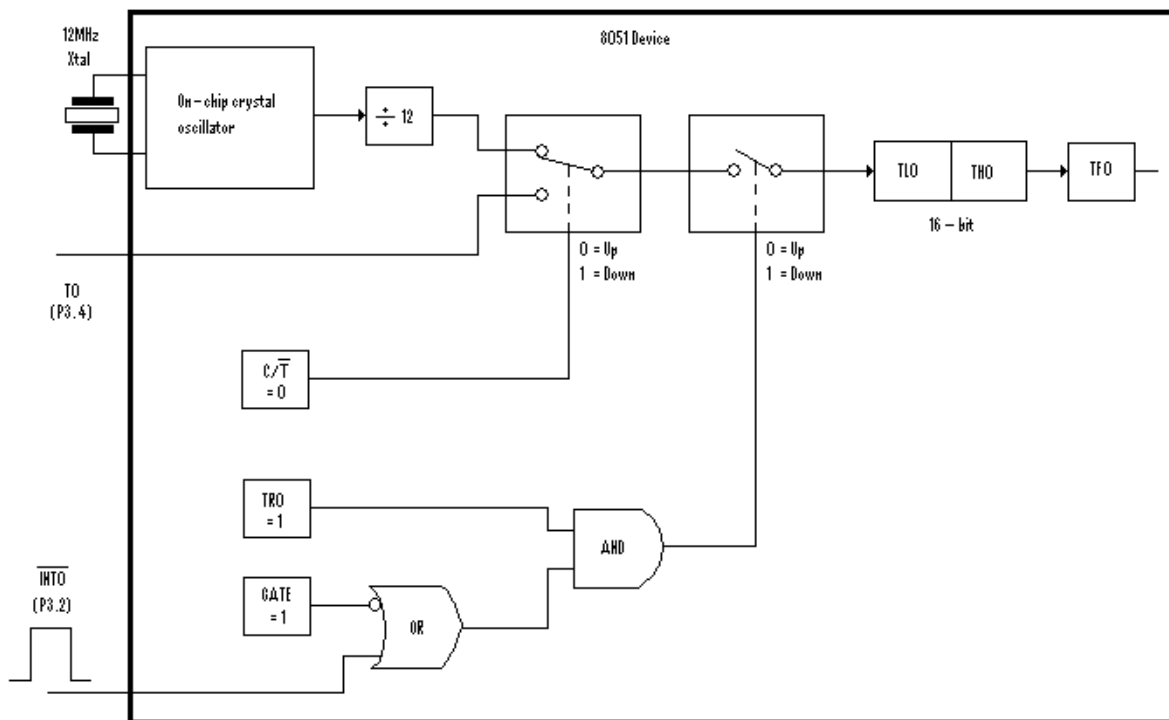 12MHz
Xtal
8051 Device
On-chip crystal
oscillator
÷ 12
TL0
TH0
TF0
16-bit
0 = Up
1 = Down
0 = Up
1 = Down
T0
(P3.4)
C/T̅
= 0
TR0
= 1
AND
I̅N̅T̅0̅
(P3.2)
GATE
= 1
OR